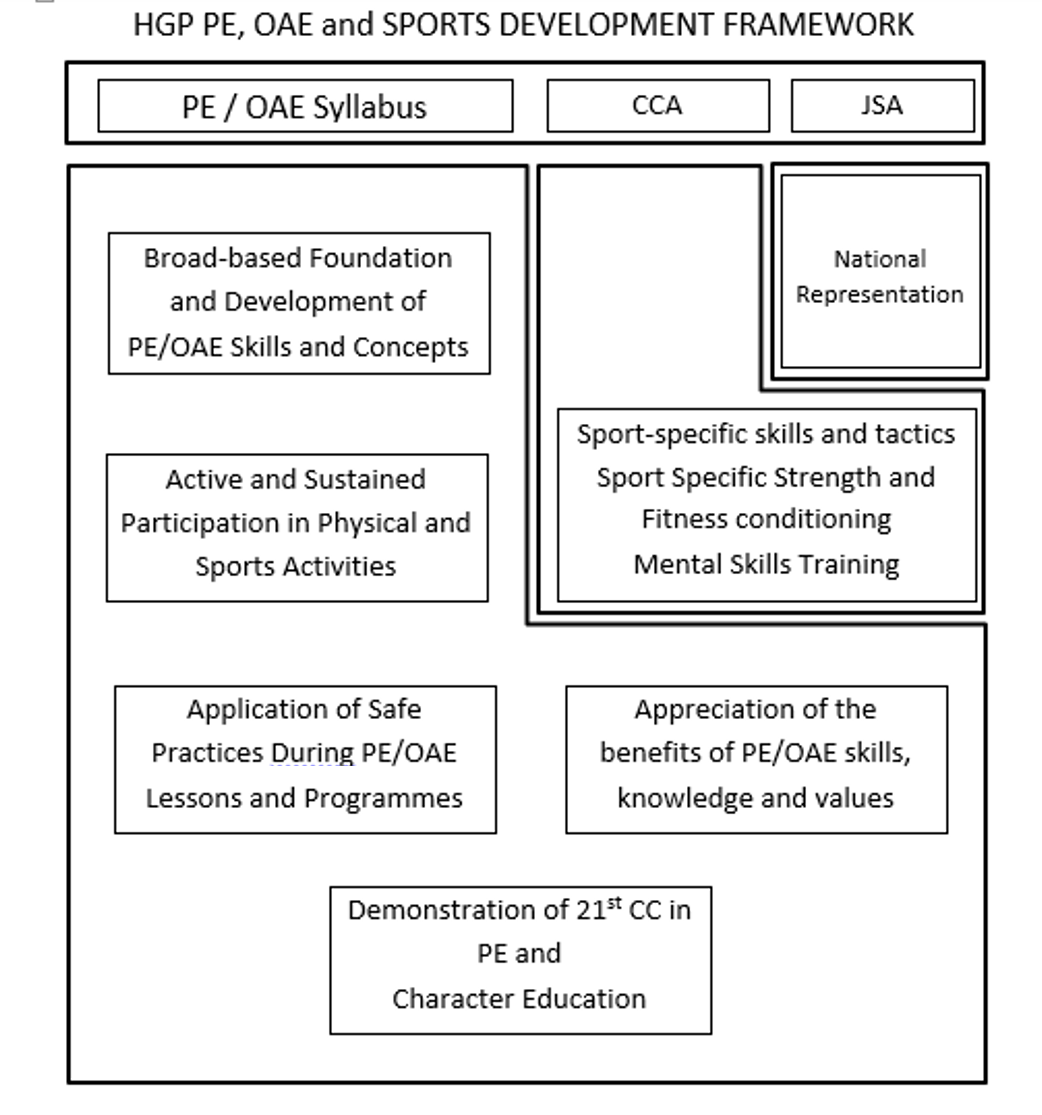 HGP PE, OAE and SPORTS DEVELOPMENT FRAMEWORK
PE / OAE Syllabus
CCA
JSA
Broad-based Foundation
and Development of
PE/OAE Skills and Concepts
National
Representation
Active and Sustained
Participation in Physical and
Sports Activities
Sport-specific skills and tactics
Sport Specific Strength and
Fitness conditioning
Mental Skills Training
Application of Safe
Practices During PE/OAE
Lessons and Programmes
Appreciation of the
benefits of PE/OAE skills,
knowledge and values
Demonstration of 21st CC in
PE and
Character Education